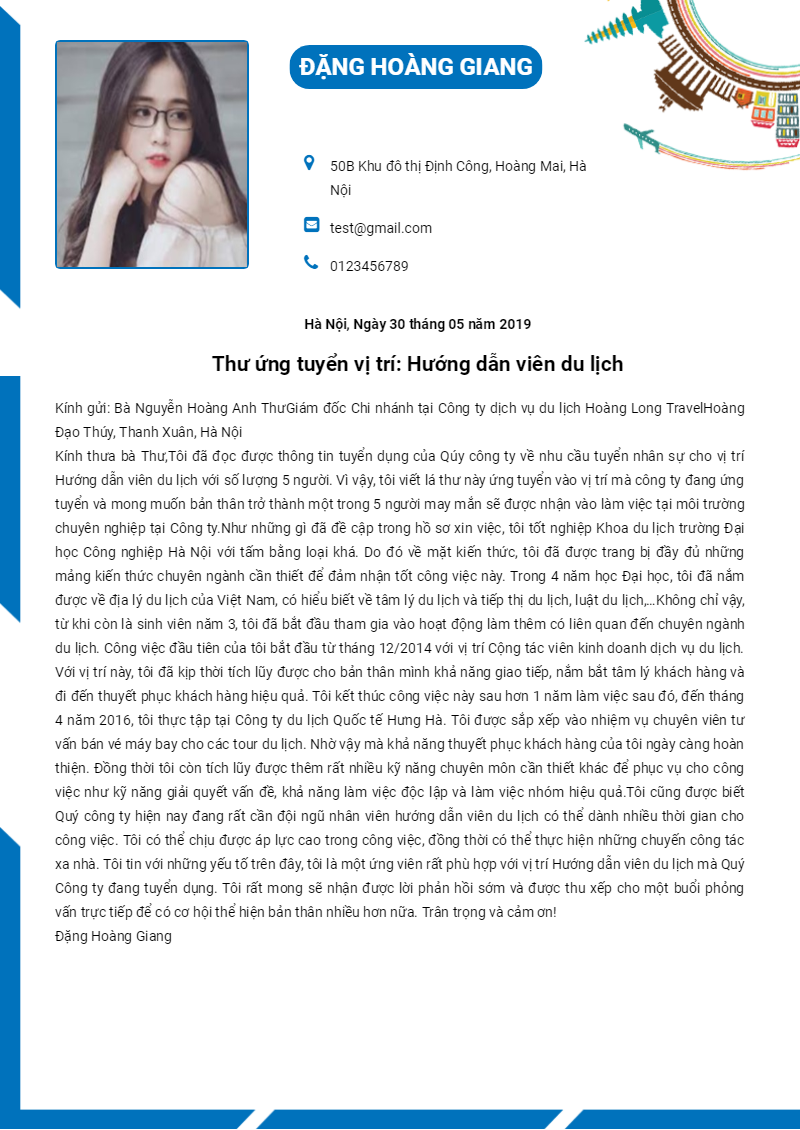 ĐẶNG HOÀNG GIANG
50B Khu đô thị Định Công, Hoàng Mai, Hà
Nội
test@gmail.com
0123456789
Hà Nội, Ngày 30 tháng 05 năm 2019
Thư ứng tuyển vị trí: Hướng dẫn viên du lịch
Kính gửi: Bà Nguyễn Hoàng Anh ThưGiám đốc Chi nhánh tại Công ty dịch vụ du lịch Hoàng Long TravelHoàng
Đạo Thúy, Thanh Xuân, Hà Nội
Kính thưa bà Thư,Tôi đã đọc được thông tin tuyển dụng của Qúy công ty về nhu cầu tuyển nhân sự cho vị trí
Hướng dẫn viên du lịch với số lượng 5 người. Vì vậy, tôi viết lá thư này ứng tuyển vào vị trí mà công ty đang ứng
tuyển và mong muốn bản thân trở thành một trong 5 người may mắn sẽ được nhận vào làm việc tại môi trường
chuyên nghiệp tại Công ty.Như những gì đã đề cập trong hồ sơ xin việc, tôi tốt nghiệp Khoa du lịch trường Đại
học Công nghiệp Hà Nội với tấm bằng loại khá. Do đó về mặt kiến thức, tôi đã được trang bị đầy đủ những
mảng kiến thức chuyên ngành cần thiết để đảm nhận tốt công việc này. Trong 4 năm học Đại học, tôi đã nắm
được về địa lý du lịch của Việt Nam, có hiểu biết về tâm lý du lịch và tiếp thị du lịch, luật du lịch,…Không chỉ vậy,
từ khi còn là sinh viên năm 3, tôi đã bắt đầu tham gia vào hoạt động làm thêm có liên quan đến chuyên ngành
du lịch. Công việc đầu tiên của tôi bắt đầu từ tháng 12/2014 với vị trí Cộng tác viên kinh doanh dịch vụ du lịch.
Với vị trí này, tôi đã kịp thời tích lũy được cho bản thân mình khả năng giao tiếp, nắm bắt tâm lý khách hàng và
đi đến thuyết phục khách hàng hiệu quả. Tôi kết thúc công việc này sau hơn 1 năm làm việc sau đó, đến tháng
4 năm 2016, tôi thực tập tại Công ty du lịch Quốc tế Hưng Hà. Tôi được sắp xếp vào nhiệm vụ chuyên viên tư
vấn bán vé máy bay cho các tour du lịch. Nhờ vậy mà khả năng thuyết phục khách hàng của tôi ngày càng hoàn
thiện. Đồng thời tôi còn tích lũy được thêm rất nhiều kỹ năng chuyên môn cần thiết khác để phục vụ cho công
việc như kỹ năng giải quyết vấn đề, khả năng làm việc độc lập và làm việc nhóm hiệu quả.Tôi cũng được biết
Quý công ty hiện nay đang rất cần đội ngũ nhân viên hướng dẫn viên du lịch có thể dành nhiều thời gian cho
công việc. Tôi có thể chịu được áp lực cao trong công việc, đồng thời có thể thực hiện những chuyến công tác
xa nhà. Tôi tin với những yếu tố trên đây, tôi là một ứng viên rất phù hợp với vị trí Hướng dẫn viên du lịch mà Quý
Công ty đang tuyển dụng. Tôi rất mong sẽ nhận được lời phản hồi sớm và được thu xếp cho một buổi phỏng
vấn trực tiếp để có cơ hội thể hiện bản thân nhiều hơn nữa. Trân trọng và cảm ơn!
Đặng Hoàng Giang